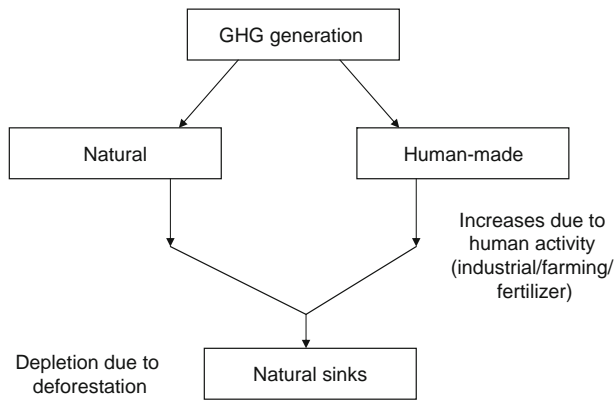 GHG generation
Natural
Human-made
Increases due to
human activity
(industrial/farming/
fertilizer)
Depletion due to
deforestation
Natural sinks